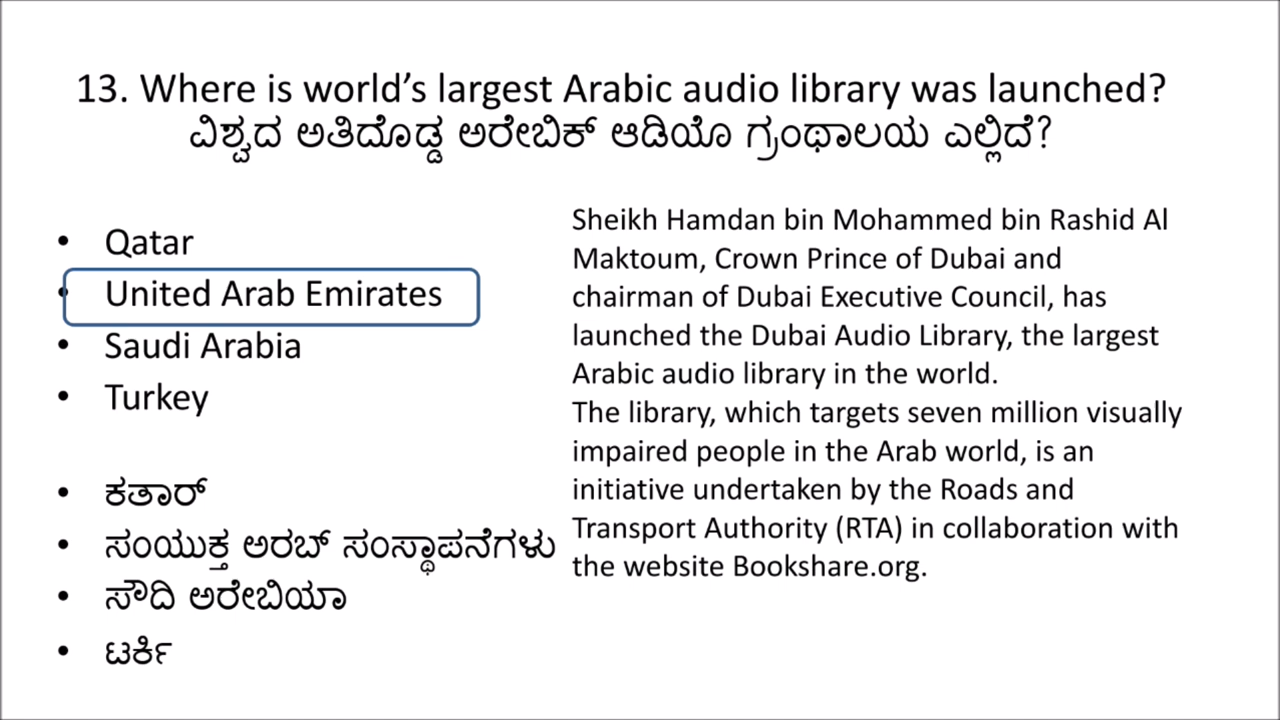 13. Where is world’s largest Arabic audio library was launched?
ವಿಶ್ವದ ಅತಿದೊಡ್ಡ ಅರೇಬಿಕ್ ಆಡಿಯೊ ಗ್ರಂಥಾಲಯ ಎಲ್ಲಿದೆ?
• Qatar
• United Arab Emirates
• Saudi Arabia
• Turkey
• ಕತಾರ್
• ಸಂಯುಕ್ತ ಅರಬ್ ಸಂಸ್ಥಾಪನೆಗಳು
• ಸೌದಿ ಅರೇಬಿಯಾ
• ಟರ್ಕಿ
Sheikh Hamdan bin Mohammed bin Rashid Al
Maktoum, Crown Prince of Dubai and
chairman of Dubai Executive Council, has
launched the Dubai Audio Library, the largest
Arabic audio library in the world.
The library, which targets seven million visually
impaired people in the Arab world, is an
initiative undertaken by the Roads and
Transport Authority (RTA) in collaboration with
the website Bookshare.org.